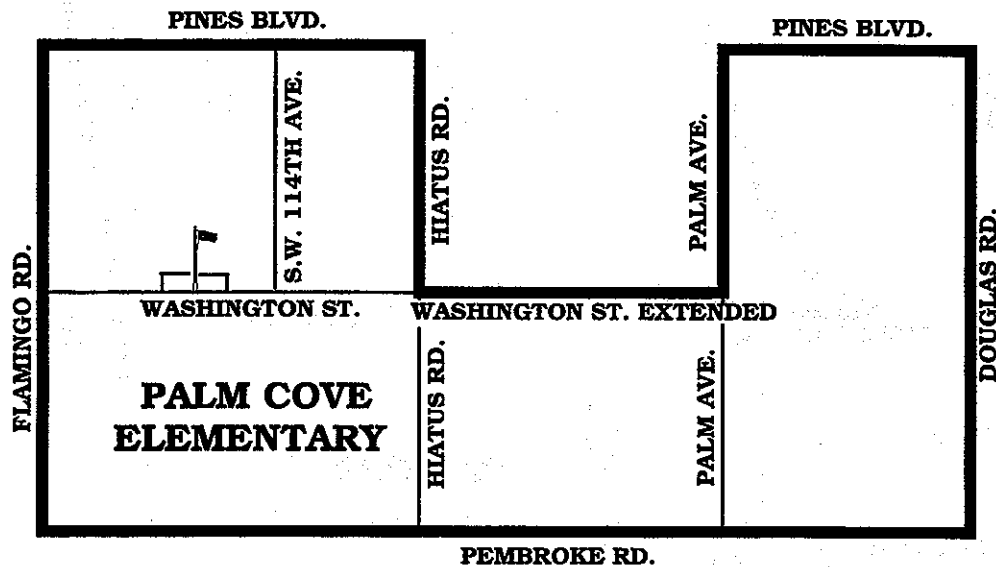 PINES BLVD.
PINES BLVD.
S.W. 114TH AVE.
HIATUS RD.
PALM AVE.
FLAMINGO RD.
DOUGLAS RD.
WASHINGTON ST.
WASHINGTON ST. EXTENDED
PALM COVE
ELEMENTARY
HIATUS RD.
PALM AVE.
PEMBROKE RD.